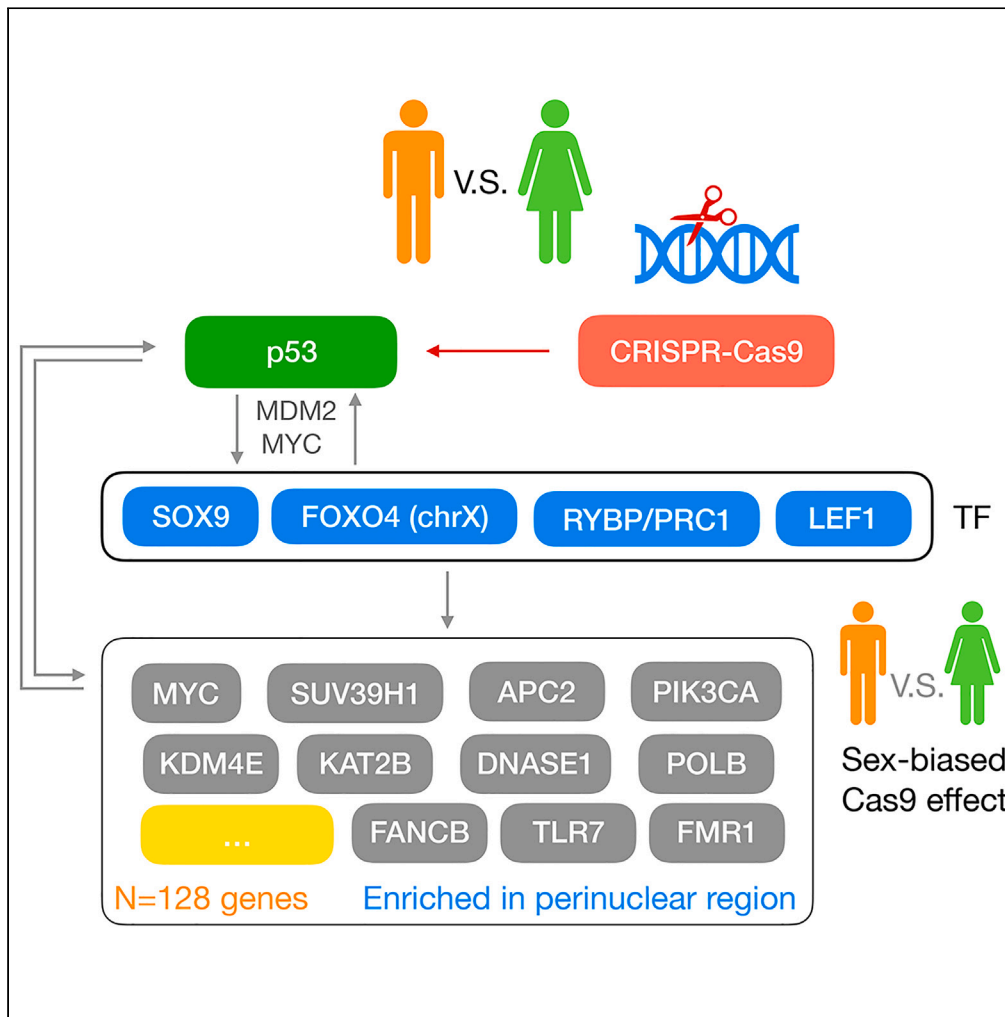 V.S.
p53
CRISPR-Cas9
MDM2
MYC
SOX9
FOXO4 (chrX)
RYBP/PRC1
LEF1
TF
MYC
SUV39H1
APC2
PIK3CA
V.S.
KDM4E
KAT2B
DNASE1
POLB
Sex-biased
Cas9 effect
...
FANCB
TLR7
FMR1
N=128 genes
Enriched in perinuclear region